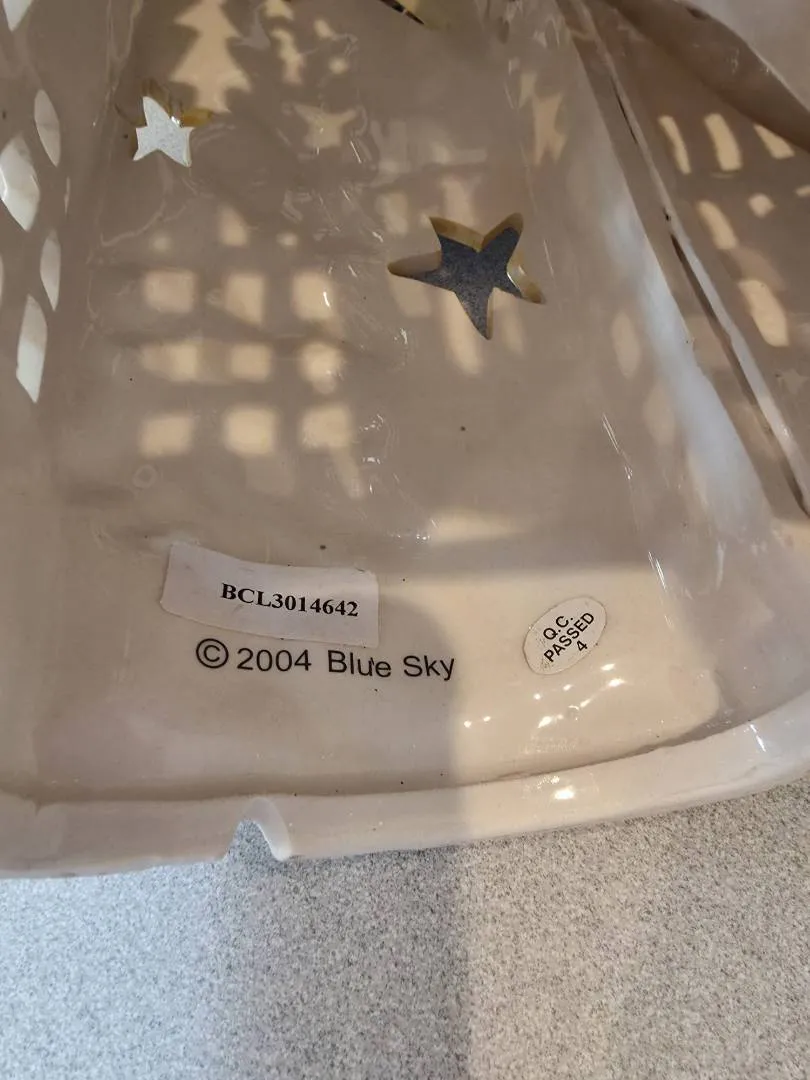 BCL3014642
© 2004 Blue Sky
Q.C.
PASSED
4